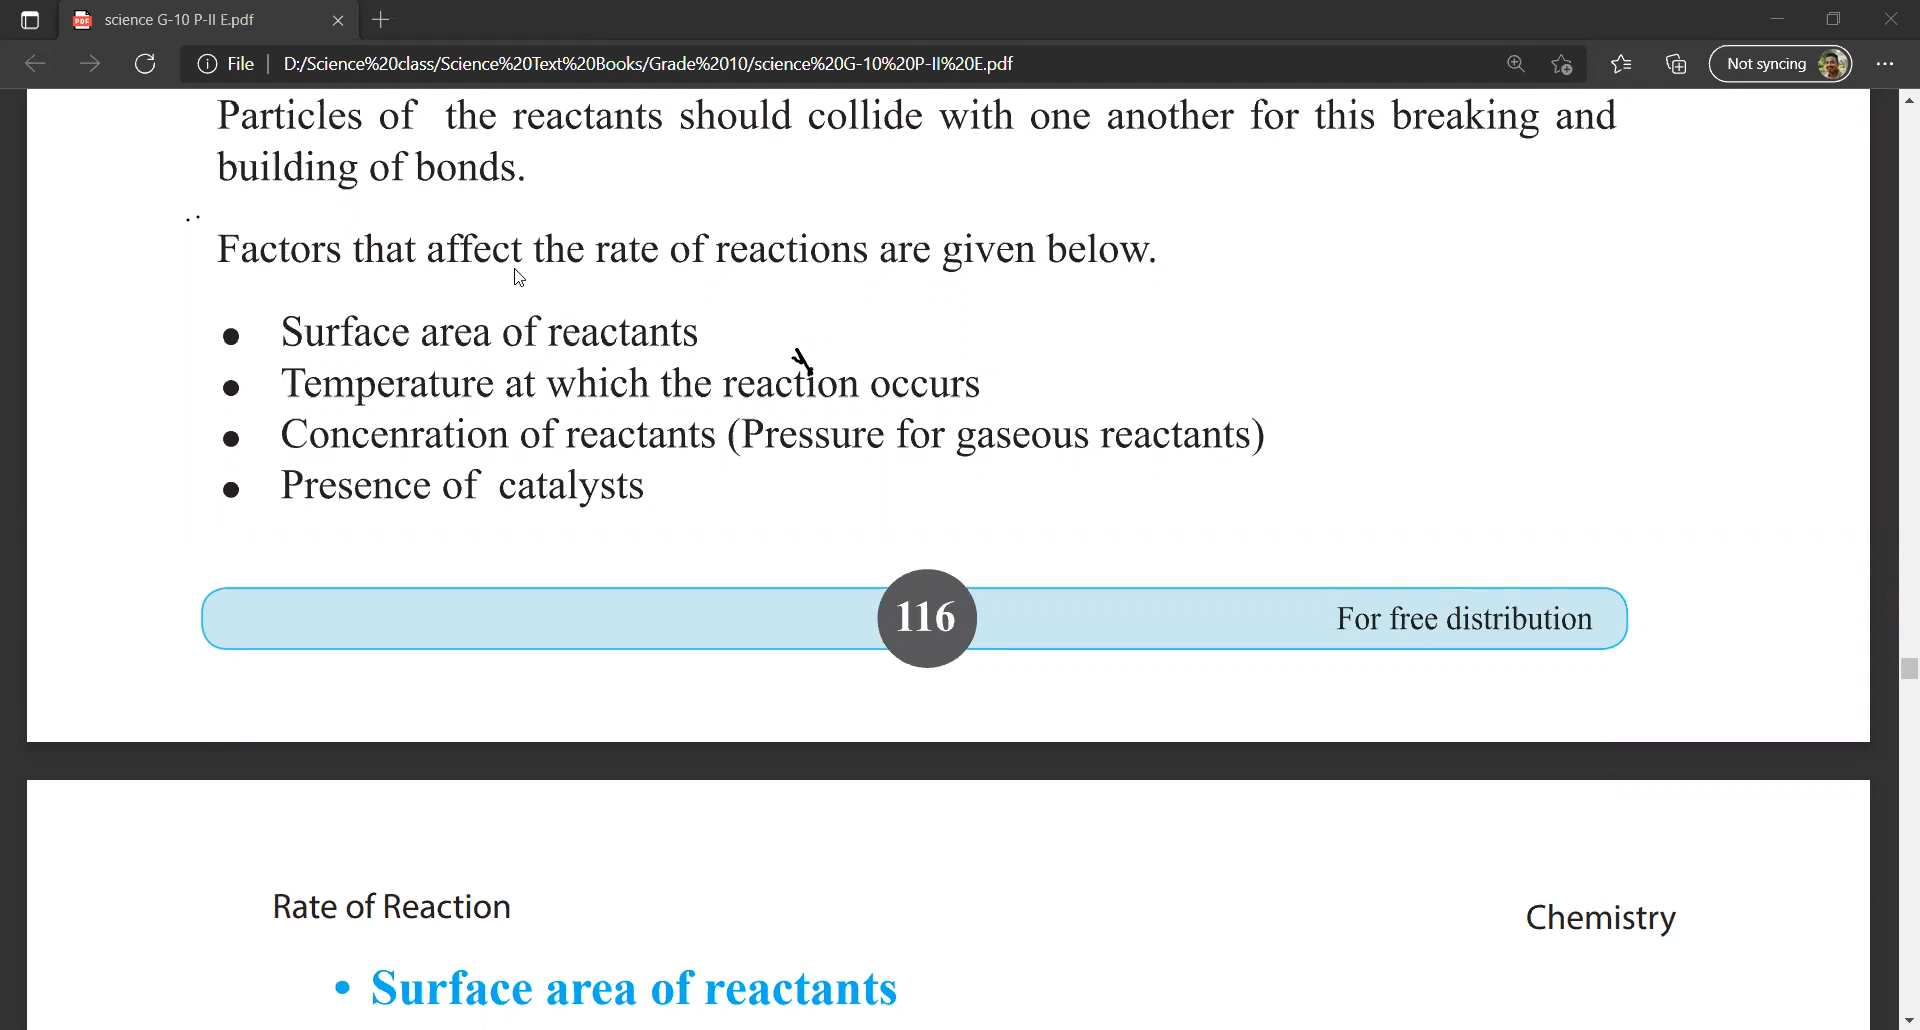 science G-10 P-II E.pdf
File D:/Science%20class/Science%20Text%20Books/Grade%2010/science%20G-10%20P-II%20E.pdf
Not syncing
Particles of the reactants should collide with one another for this breaking and
building of bonds.
Factors that affect the rate of reactions are given below.
• Surface area of reactants
• Temperature at which the reaction occurs
• Concenration of reactants (Pressure for gaseous reactants)
• Presence of catalysts
116
For free distribution
Rate of Reaction
Chemistry
• Surface area of reactants